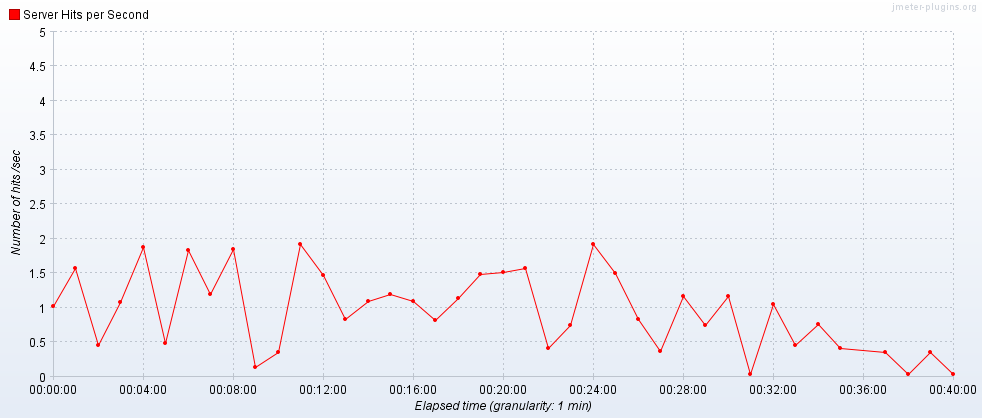 jmeter-plugins.org
Server Hits per Second
5
4.5
4
3.5
3
2.5
2
1.5
1
0.5
0
Number of hits /sec
00:00:00 00:04:00 00:08:00 00:12:00 00:16:00 00:20:00 00:24:00 00:28:00 00:32:00 00:36:00 00:40:00
Elapsed time (granularity: 1 min)